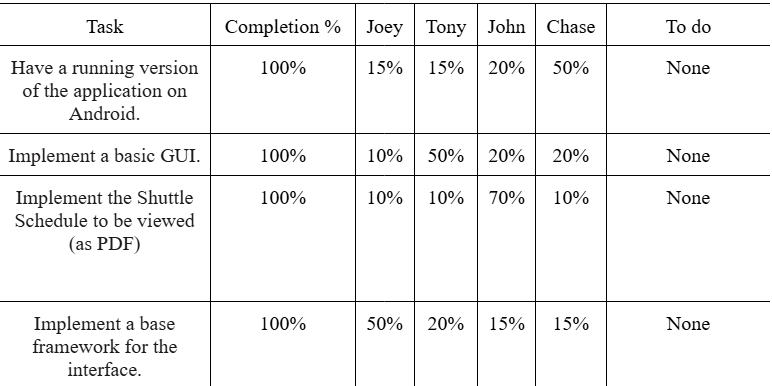 Task Completion % Joey Tony John Chase To do
Have a running version 100% 15% 15% 20% 50% None
of the application on
Android.
Implement a basic GUI. 100% 10% 50% 20% 20% None
Implement the Shuttle 100% 10% 10% 70% 10% None
Schedule to be viewed
(as PDF)
Implement a base 100% 50% 20% 15% 15% None
framework for the
interface.